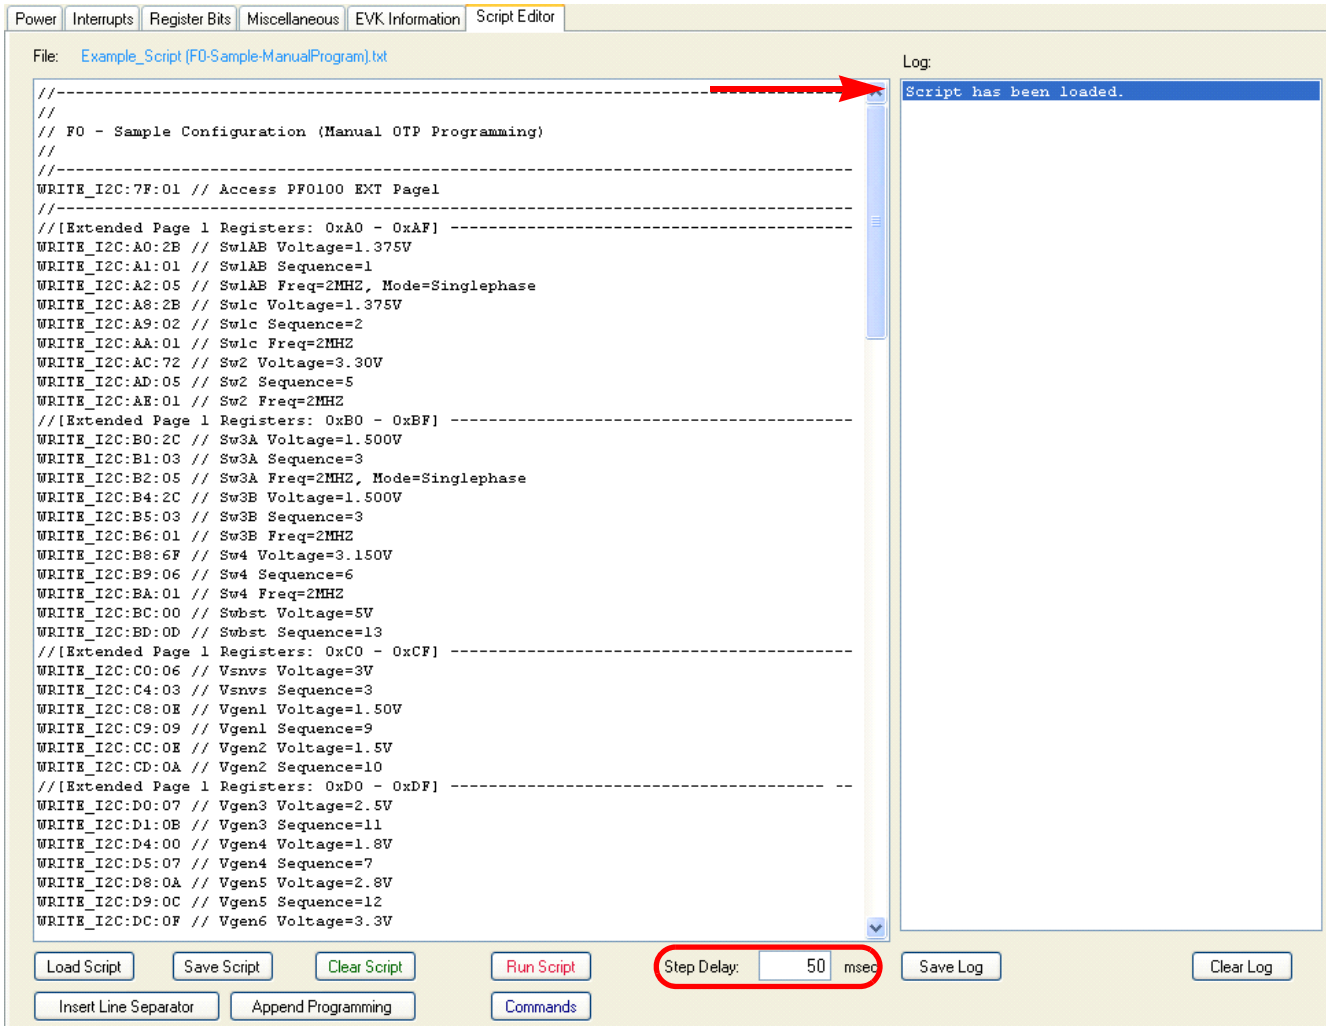 Power Interrupts Register Bits Miscellaneous EVK Information Script Editor
File: Example_Script (F0-Sample-ManualProgram).txt
Log:
//-----------------------------------------------------------------------------------
//
// F0 - Sample Configuration (Manual OTP Programming)
//
//-----------------------------------------------------------------------------------
WRITE_I2C:7F:01 // Access PF0100 EXT Page1
//-----------------------------------------------------------------------------------
//[Extended Page 1 Registers: 0xA0 - 0xAF] ------------------------------------------
WRITE_I2C:A0:2B // Sw1AB Voltage=1.375V
WRITE_I2C:A1:01 // Sw1AB Sequence=1
WRITE_I2C:A2:05 // Sw1AB Freq=2MHZ, Mode=Singlephase
WRITE_I2C:A8:2B // Sw1c Voltage=1.375V
WRITE_I2C:A9:02 // Sw1c Sequence=2
WRITE_I2C:AA:01 // Sw1c Freq=2MHZ
WRITE_I2C:AC:72 // Sw2 Voltage=3.30V
WRITE_I2C:AD:05 // Sw2 Sequence=5
WRITE_I2C:AE:01 // Sw2 Freq=2MHZ
//[Extended Page 1 Registers: 0xB0 - 0xBF] ------------------------------------------
WRITE_I2C:B0:2C // Sw3A Voltage=1.500V
WRITE_I2C:B1:03 // Sw3A Sequence=3
WRITE_I2C:B2:05 // Sw3A Freq=2MHZ, Mode=Singlephase
WRITE_I2C:B4:2C // Sw3B Voltage=1.500V
WRITE_I2C:B5:03 // Sw3B Sequence=3
WRITE_I2C:B6:01 // Sw3B Freq=2MHZ
WRITE_I2C:B8:6F // Sw4 Voltage=3.150V
WRITE_I2C:B9:06 // Sw4 Sequence=6
WRITE_I2C:BA:01 // Sw4 Freq=2MHZ
WRITE_I2C:BC:00 // Swbst Voltage=5V
WRITE_I2C:BD:0D // Swbst Sequence=13
//[Extended Page 1 Registers: 0xC0 - 0xCF] ------------------------------------------
WRITE_I2C:C0:06 // Vsnvs Voltage=3V
WRITE_I2C:C4:03 // Vsnvs Sequence=3
WRITE_I2C:C8:0E // Vgen1 Voltage=1.50V
WRITE_I2C:C9:09 // Vgen1 Sequence=9
WRITE_I2C:CC:0E // Vgen2 Voltage=1.5V
WRITE_I2C:CD:0A // Vgen2 Sequence=10
//[Extended Page 1 Registers: 0xD0 - 0xDF] --------------------------------------- --
WRITE_I2C:D0:07 // Vgen3 Voltage=2.5V
WRITE_I2C:D1:0B // Vgen3 Sequence=11
WRITE_I2C:D4:00 // Vgen4 Voltage=1.8V
WRITE_I2C:D5:07 // Vgen4 Sequence=7
WRITE_I2C:D8:0A // Vgen5 Voltage=2.8V
WRITE_I2C:D9:0C // Vgen5 Sequence=12
WRITE_I2C:DC:0F // Vgen6 Voltage=3.3V
Script has been loaded.
Load Script Save Script Clear Script Run Script Step Delay: 50 msec Save Log Clear Log
Insert Line Separator Append Programming Commands